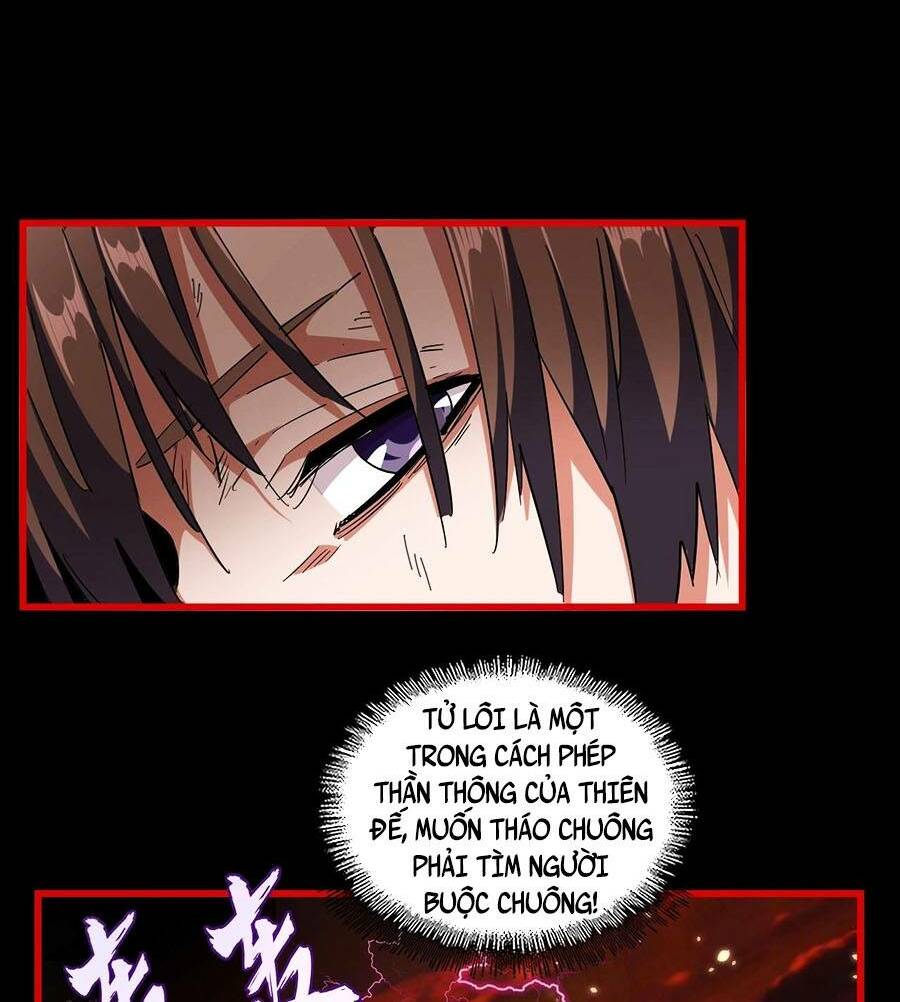 TỬ LÔI LÀ MỘT
TRONG CÁCH PHÉP
THẦN THÔNG CỦA THIÊN
ĐẾ, MUỐN THÁO CHUÔNG
PHẢI TÌM NGƯỜI
BUỘC CHUÔNG!